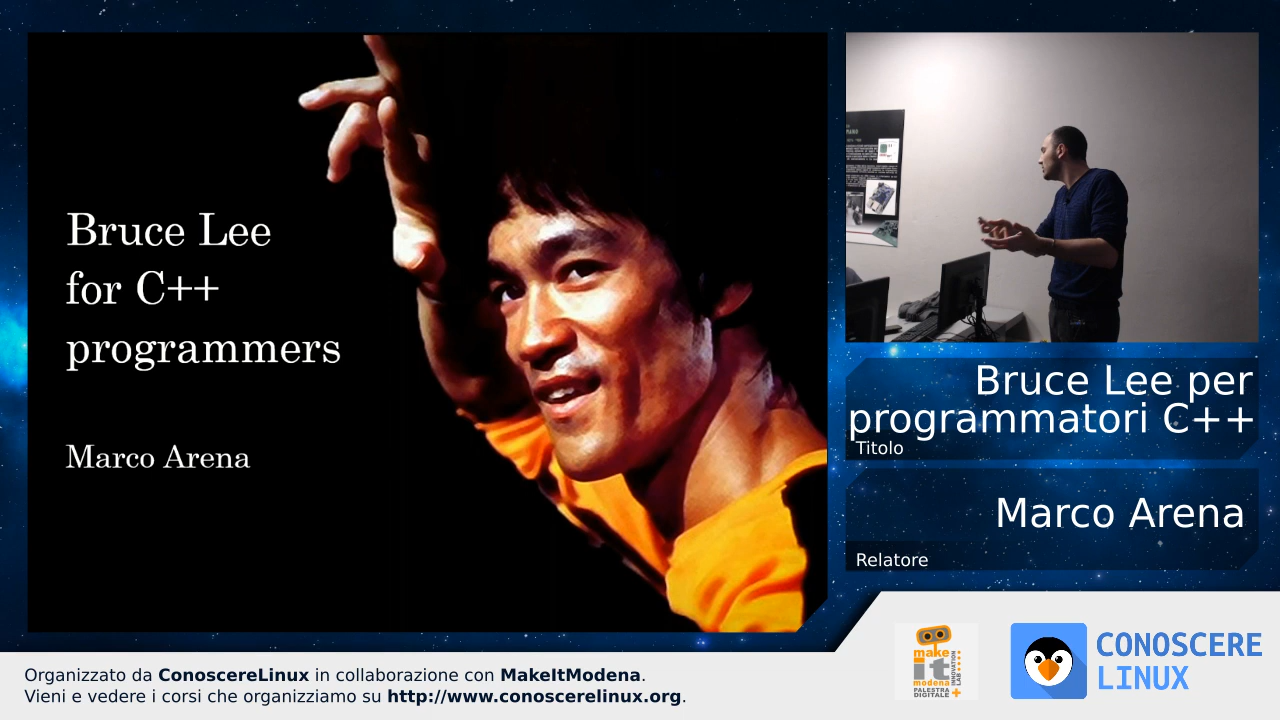 Bruce Lee
for C++
programmers
Marco Arena
Bruce Lee per
programmatori C++
Titolo
Marco Arena
Relatore
make
it
modena
PALESTRA
DIGITALE
INNOVATION
LAB
CONOSCERE
LINUX
Organizzato da ConoscereLinux in collaborazione con MakeItModena.
Vieni e vedere i corsi che organizziamo su http://www.conoscerelinux.org.